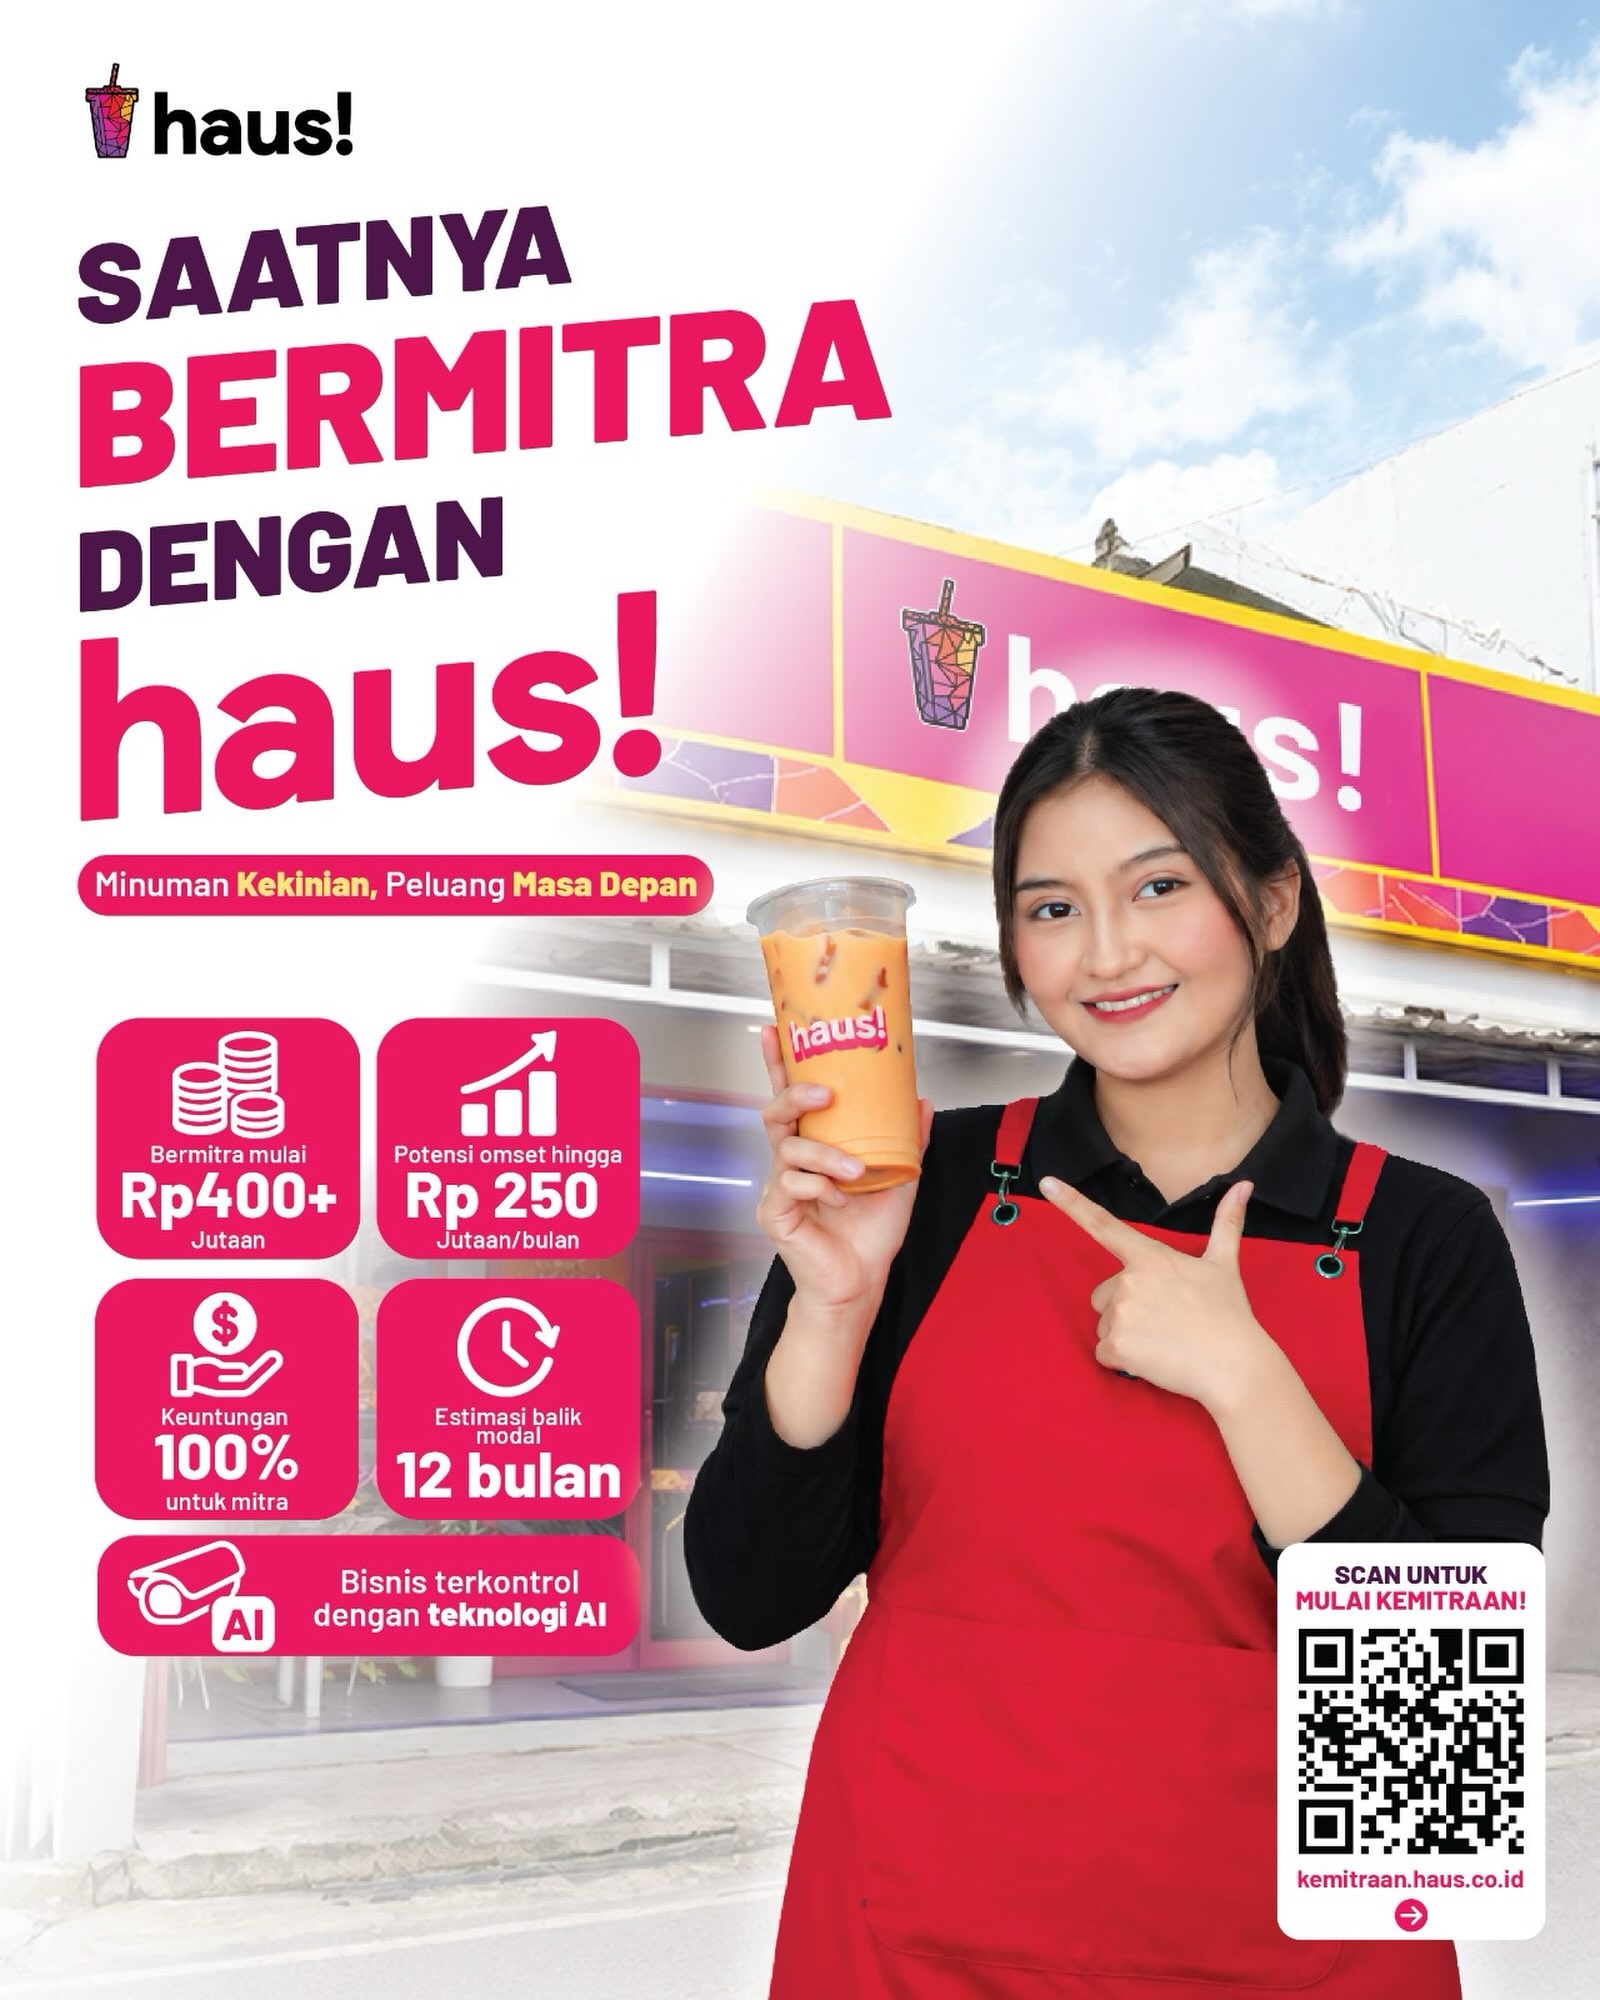 haus!
SAATNYA
BERMITRA
DENGAN
haus!
Minuman Kekinian, Peluang Masa Depan
haus!
haus!
Bermitra mulai
Rp400+
Jutaan
Potensi omset hingga
Rp 250
Jutaan/bulan
Keuntungan
100%
untuk mitra
Estimasi balik
modal
12 bulan
AI
Bisnis terkontrol
dengan teknologi AI
SCAN UNTUK
MULAI KEMITRAAN!
kemitraan.haus.co.id